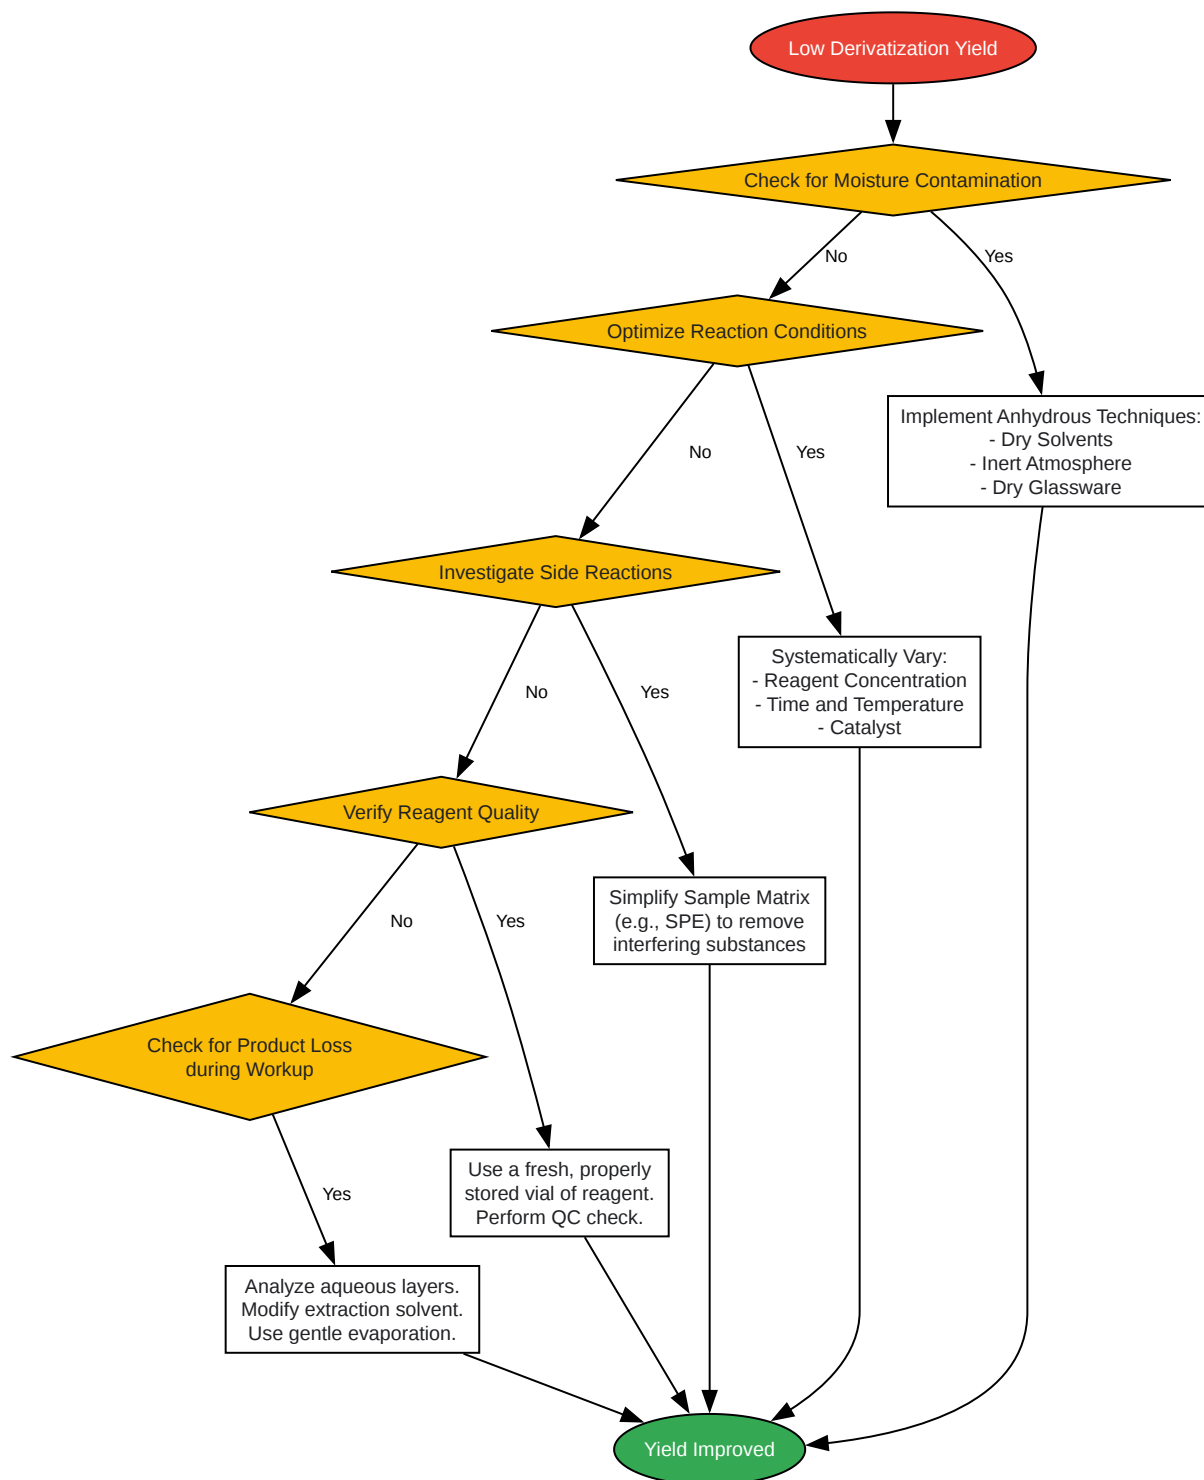 Low Derivatization Yield
Check for Moisture Contamination
No
Yes
Optimize Reaction Conditions
Implement Anhydrous Techniques:
- Dry Solvents
- Inert Atmosphere
- Dry Glassware
No
Yes
Investigate Side Reactions
Systematically Vary:
- Reagent Concentration
- Time and Temperature
- Catalyst
No
Yes
Verify Reagent Quality
Simplify Sample Matrix
(e.g., SPE) to remove
interfering substances
No
Yes
Check for Product Loss
during Workup
Use a fresh, properly
stored vial of reagent.
Perform QC check.
Yes
Analyze aqueous layers.
Modify extraction solvent.
Use gentle evaporation.
Yield Improved